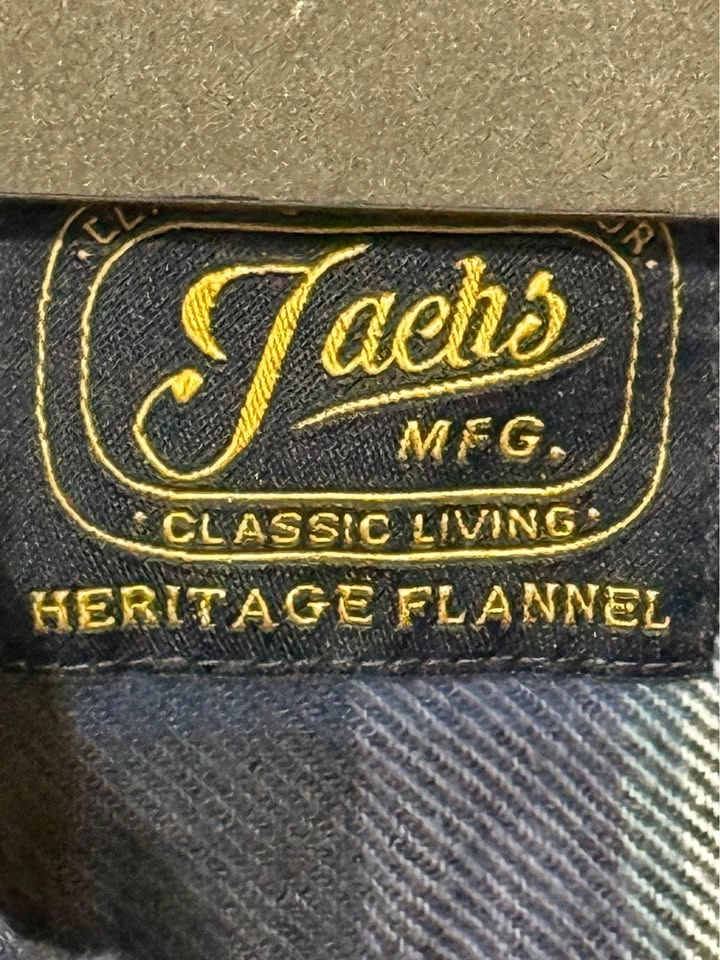 Jachs
MFG.
CLASSIC LIVING
HERITAGE FLANNEL